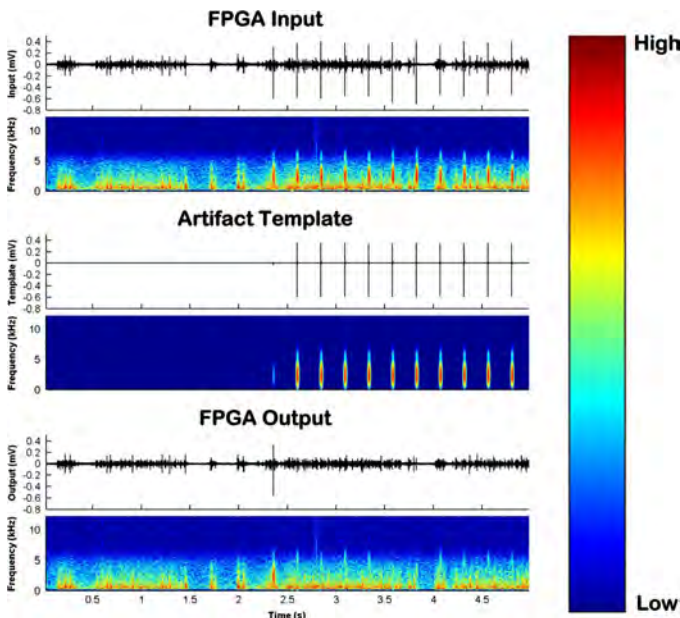 FPGA Input
High
Input (mV)
0.4
0.2
0
-0.2
-0.4
-0.6
-0.8
Frequency (kHz)
10
5
0
Artifact Template
Template (mV)
0.4
0.2
0
-0.2
-0.4
-0.6
-0.8
Frequency (kHz)
10
5
0
FPGA Output
Output (mV)
0.4
0.2
0
-0.2
-0.4
-0.6
-0.8
Frequency (kHz)
10
5
0
0.5 1 1.5 2 2.5 3 3.5 4 4.5
Time (s)
Low